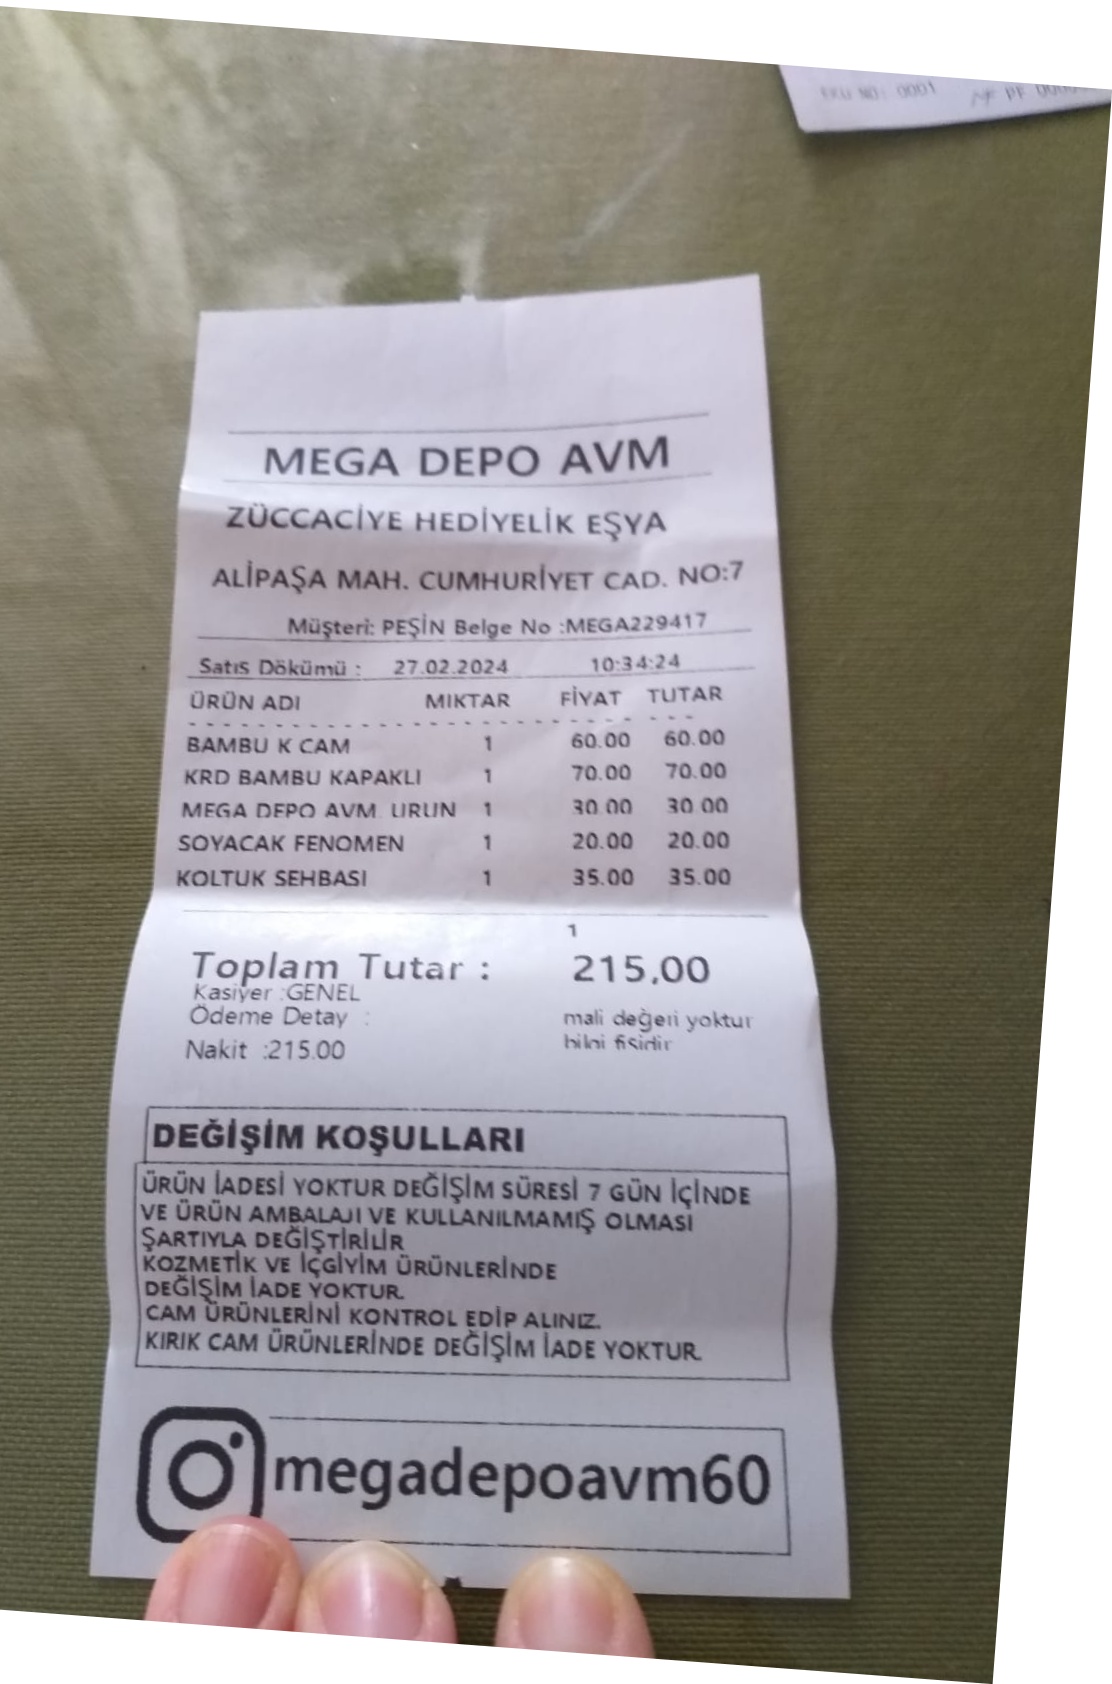 EKÜ NO: 0001
MEGA DEPO AVM
ZÜCCACİYE HEDİYELİK EŞYA
ALİPAŞA MAH. CUMHURİYET CAD. NO:7
Müşteri: PEŞİN Belge No :MEGA229417
Satıs Dökümü : 27.02.2024 10:34:24
ÜRÜN ADI MIKTAR FİYAT TUTAR
BAMBU K CAM 1 60.00 60.00
KRD BAMBU KAPAKLI 1 70.00 70.00
MEGA DEPO AVM. URUN 1 30.00 30.00
SOYACAK FENOMEN 1 20.00 20.00
KOLTUK SEHBASI 1 35.00 35.00
1
Toplam Tutar : 215,00
Kasiyer :GENEL
Ödeme Detay :
mali değeri yoktur
bilgi fişidir
Nakit :215.00
DEĞİŞİM KOŞULLARI
ÜRÜN İADESİ YOKTUR DEĞİŞİM SÜRESİ 7 GÜN İÇİNDE
VE ÜRÜN AMBALAJI VE KULLANILMAMIŞ OLMASI
ŞARTIYLA DEĞİŞTİRİLİR
KOZMETİK VE İÇGİYİM ÜRÜNLERİNDE
DEĞİŞİM İADE YOKTUR.
CAM ÜRÜNLERİNİ KONTROL EDİP ALINIZ.
KIRIK CAM ÜRÜNLERİNDE DEĞİŞİM İADE YOKTUR.
megadepoavm60